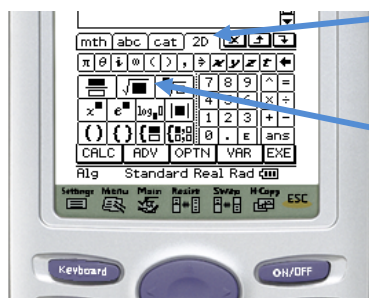 mth abc cat 2D
π θ i ∞ ( ) , ⇒ x y z t ←
√■ 7 8 9 ^ =
x■ e■ log■□ |■| 4 5 6 × ÷
1 2 3 + -
() {} 0 . E ans
CALC ADV OPTN VAR EXE
Alg Standard Real Rad
Settings Menu Main Resize Swap H-Copy ESC
Keyboard ON/OFF